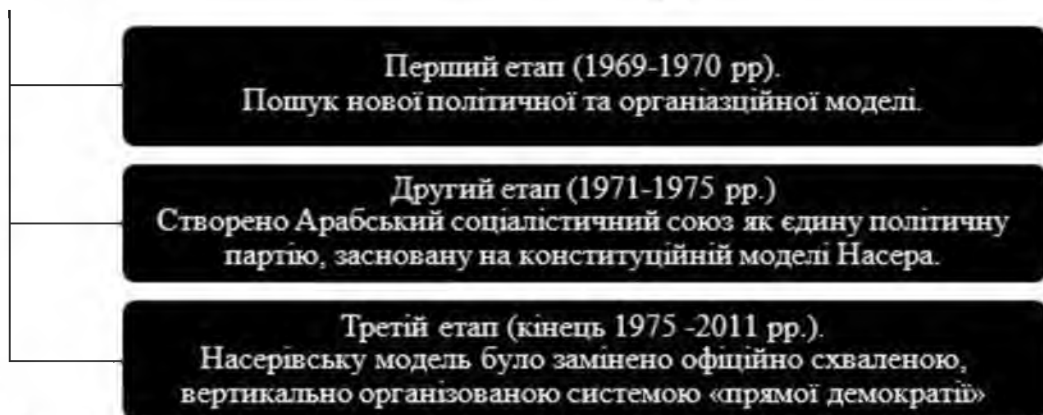 Перший етап (1969-1970 рр).
Пошук нової політичної та органіазційної моделі.
Другий етап (1971-1975 рр.)
Створено Арабський соціалістичний союз як єдину політичну
партію, засновану на конституційній моделі Насера.
Третій етап (кінець 1975 -2011 рр.).
Насерівську модель було замінено офіційно схваленою,
вертикально організованою системою «прямої демократії»